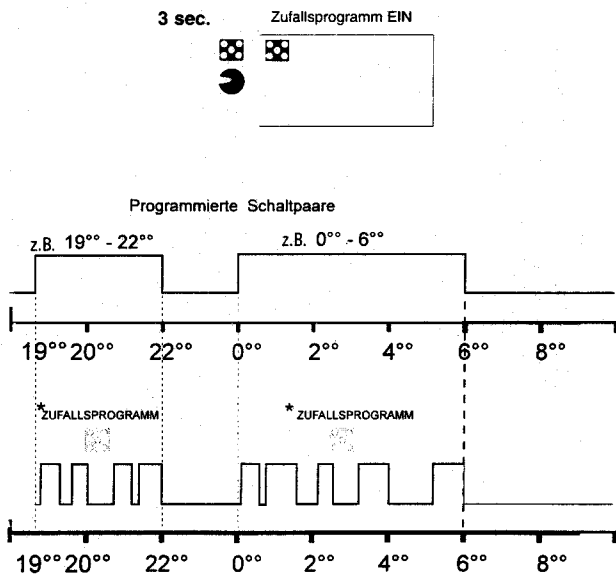 3 sec. Zufallsprogramm EIN
Programmierte Schaltpaare
z.B. 19°° - 22°° z.B. 0°° - 6°°
19°° 20°° 22°° 0°° 2°° 4°° 6°° 8°°
*ZUFALLSPROGRAMM *ZUFALLSPROGRAMM
19°° 20°° 22°° 0°° 2°° 4°° 6°° 8°°